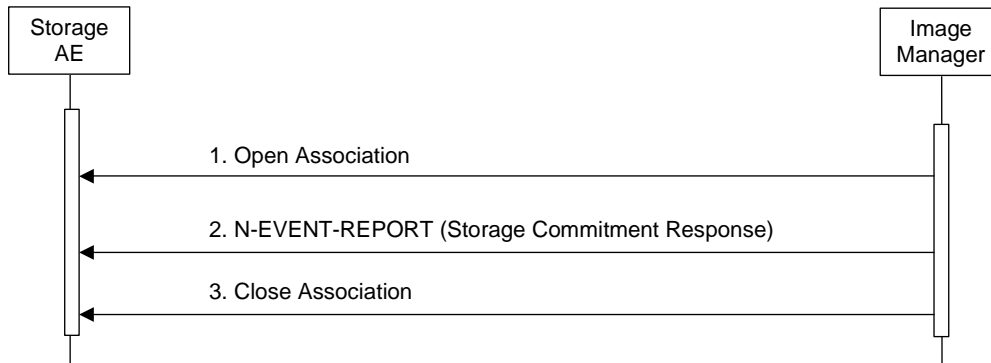 Storage
AE
Image
Manager
1. Open Association
2. N-EVENT-REPORT (Storage Commitment Response)
3. Close Association